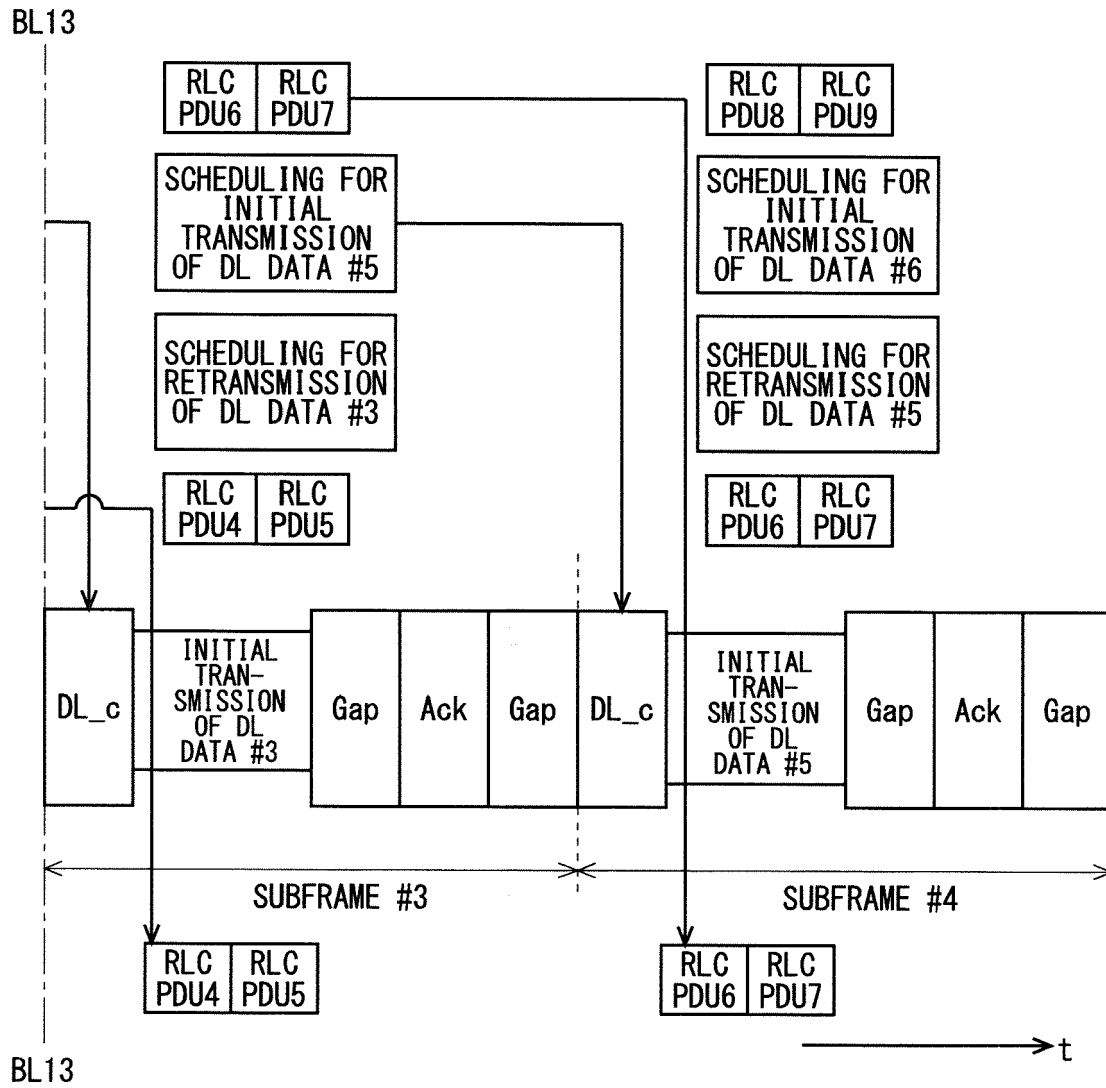 BL13
RLC PDU6
RLC PDU7
RLC PDU8
RLC PDU9
SCHEDULING FOR
INITIAL
TRANSMISSION
OF DL DATA #5
SCHEDULING FOR
INITIAL
TRANSMISSION
OF DL DATA #6
SCHEDULING FOR
RETRANSMISSION
OF DL DATA #3
SCHEDULING FOR
RETRANSMISSION
OF DL DATA #5
RLC PDU4
RLC PDU5
RLC PDU6
RLC PDU7
DL_c
INITIAL
TRAN-
SMISSION
OF DL
DATA #3
Gap
Ack
Gap
DL_c
INITIAL
TRAN-
SMISSION
OF DL
DATA #5
Gap
Ack
Gap
SUBFRAME #3
SUBFRAME #4
RLC PDU4
RLC PDU5
RLC PDU6
RLC PDU7
t
BL13